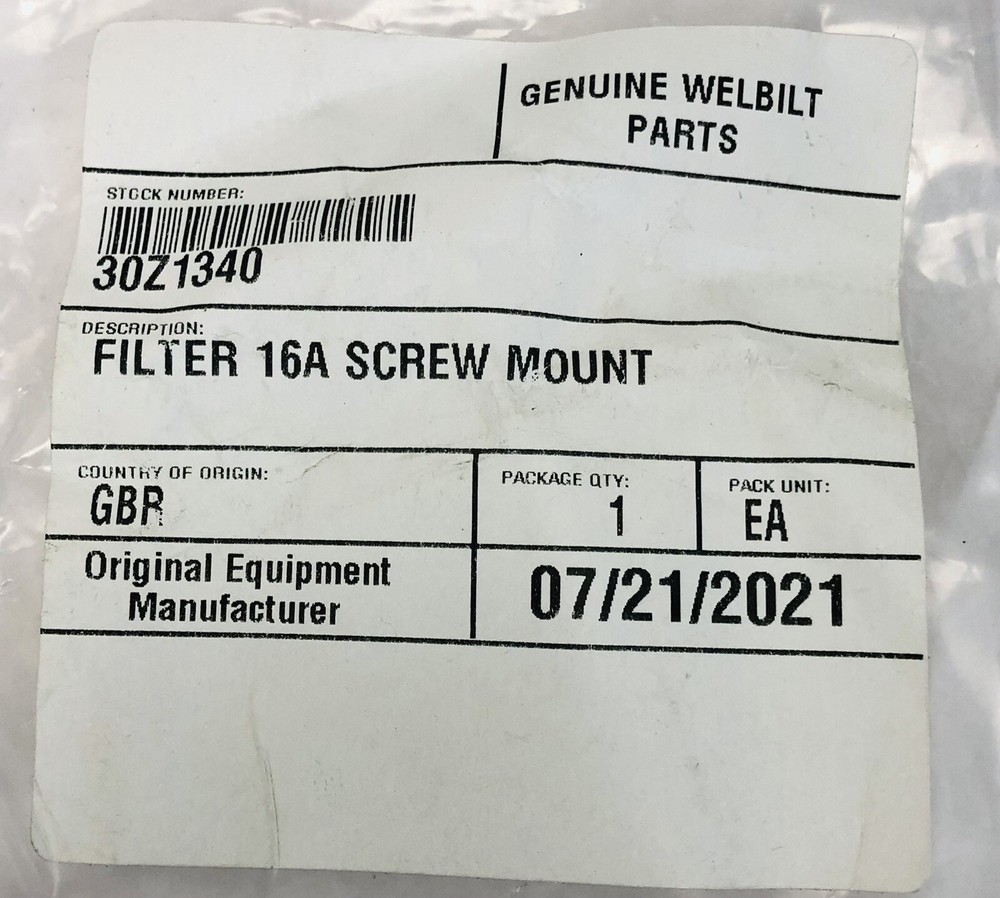 GENUINE WELBILT
PARTS
STOCK NUMBER:
30Z1340
DESCRIPTION:
FILTER 16A SCREW MOUNT
COUNTRY OF ORIGIN:
GBR
PACKAGE QTY:
1
PACK UNIT:
EA
Original Equipment
Manufacturer
07/21/2021